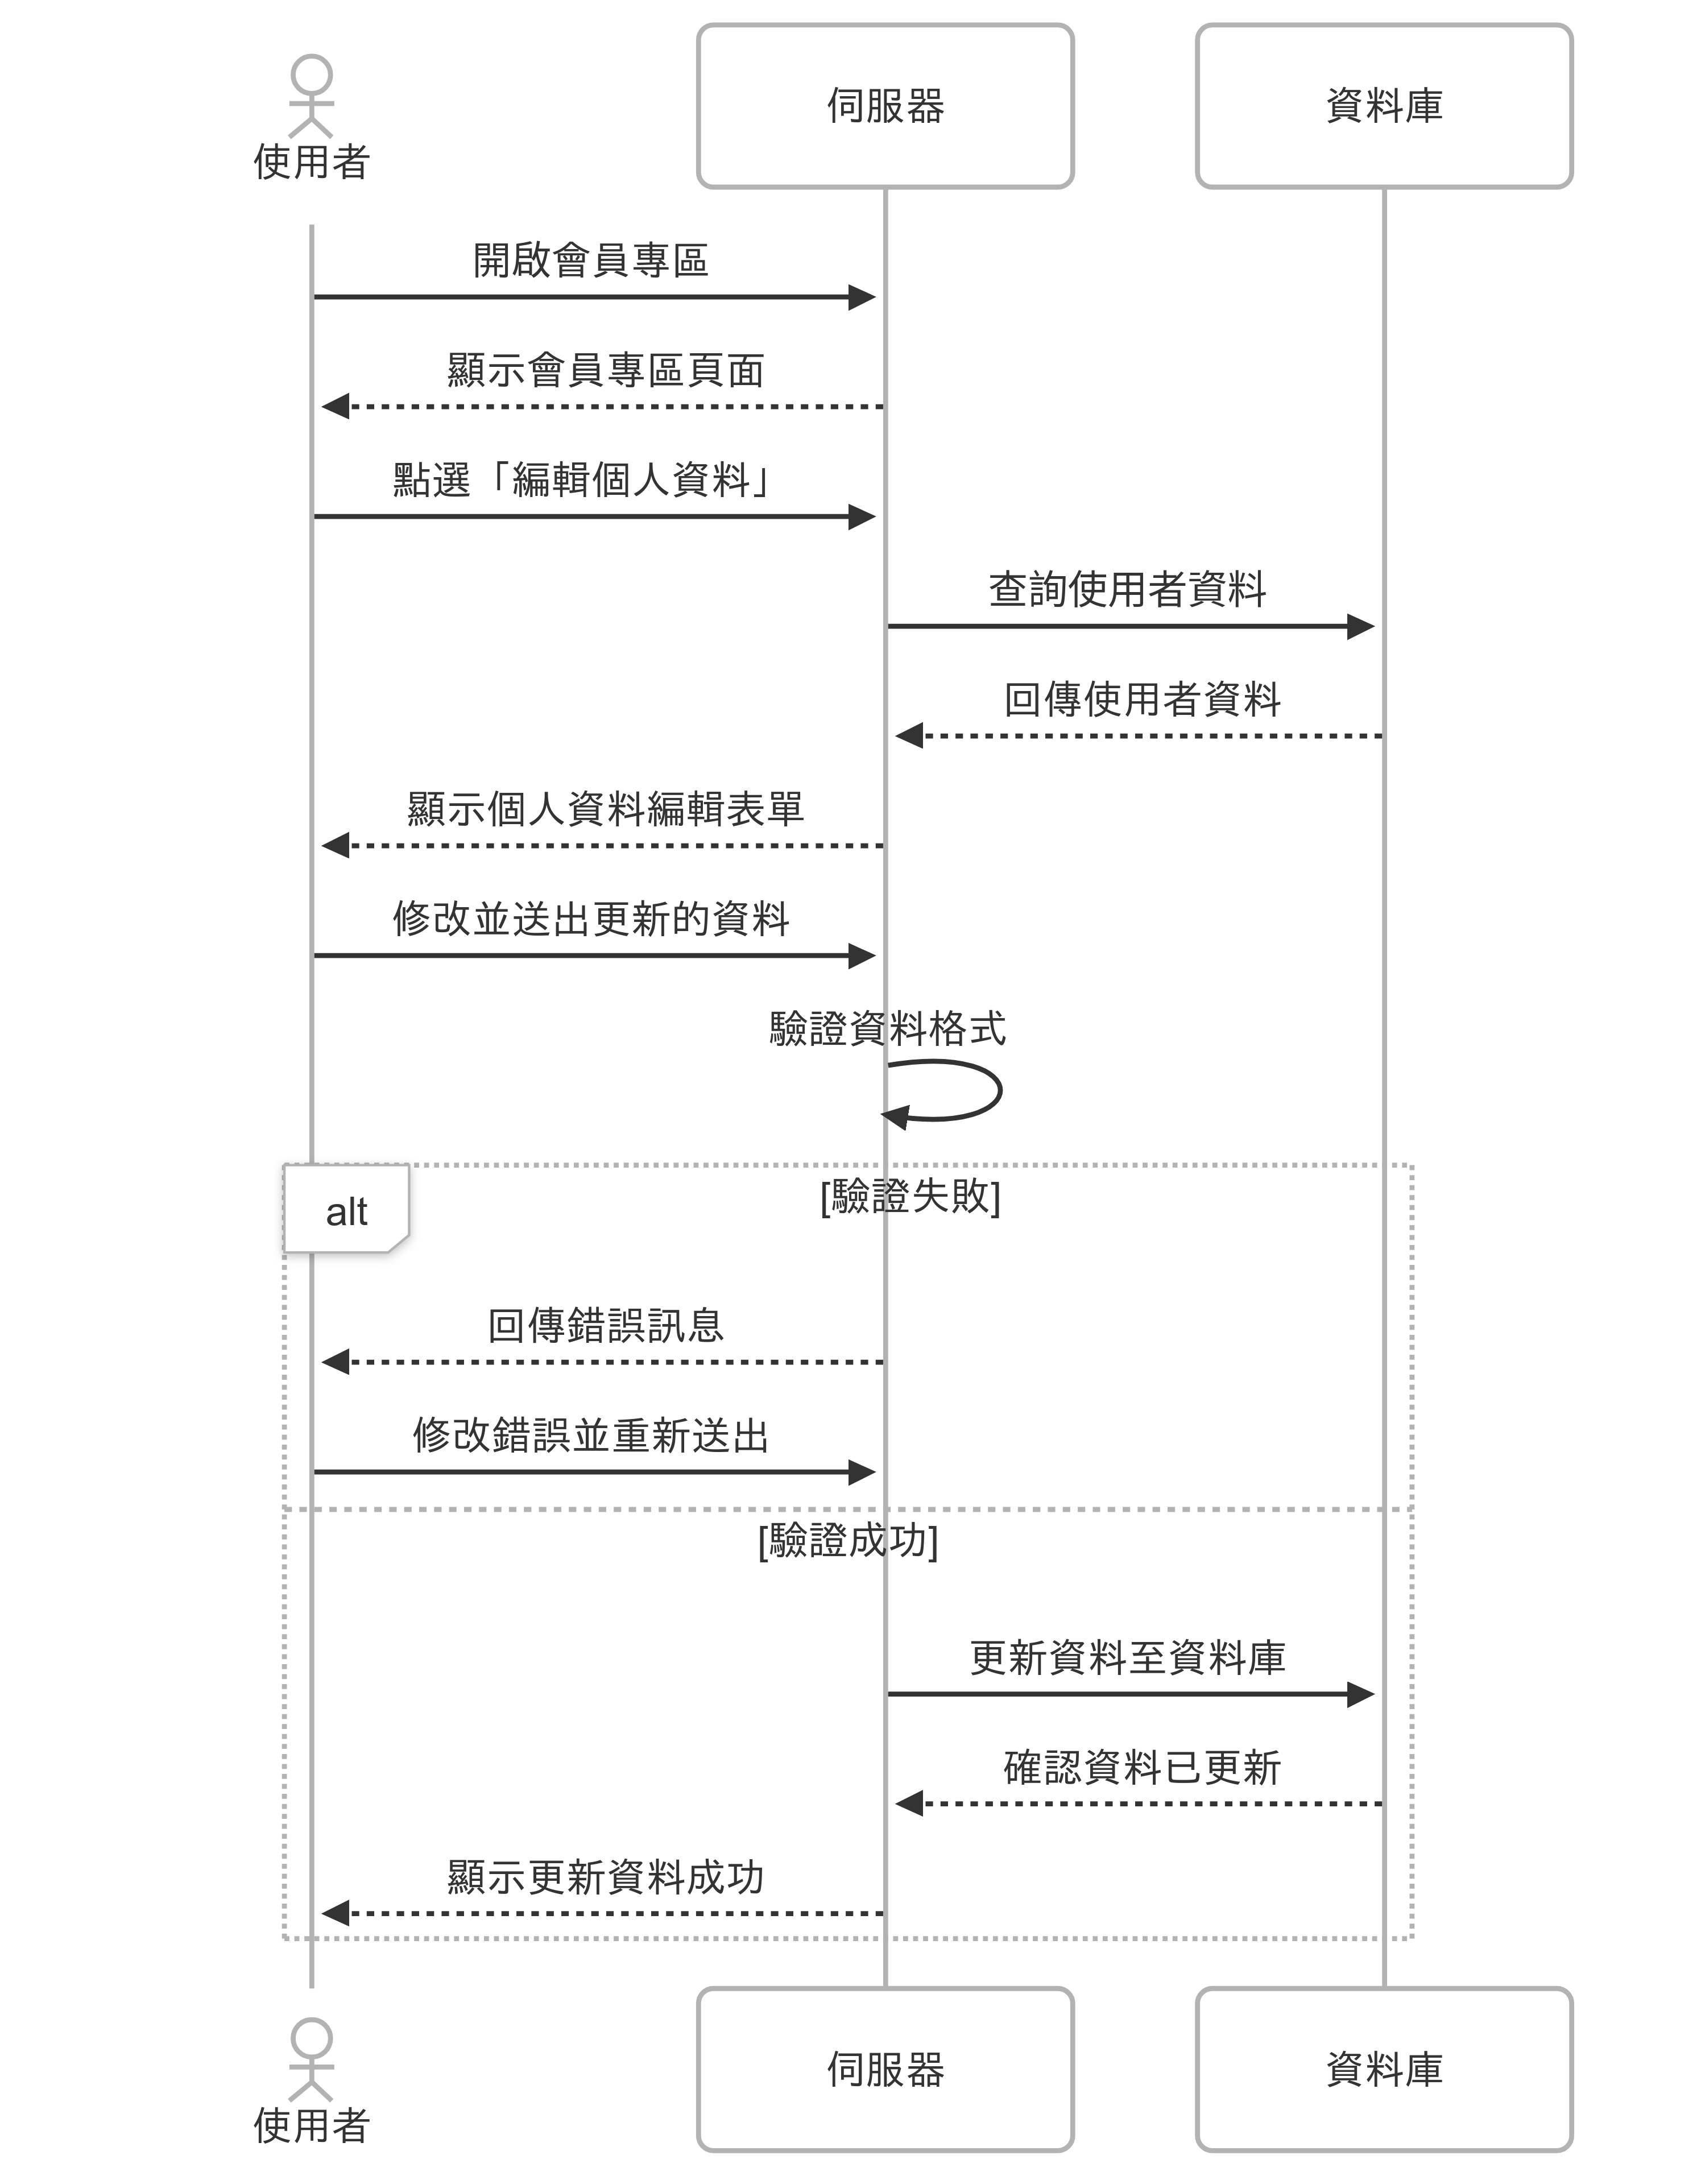 使用者
伺服器
資料庫
開啟會員專區
顯示會員專區頁面
點選「編輯個人資料」
查詢使用者資料
回傳使用者資料
顯示個人資料編輯表單
修改並送出更新的資料
驗證資料格式
alt
[驗證失敗]
回傳錯誤訊息
修改錯誤並重新送出
[驗證成功]
更新資料至資料庫
確認資料已更新
顯示更新資料成功
使用者
伺服器
資料庫